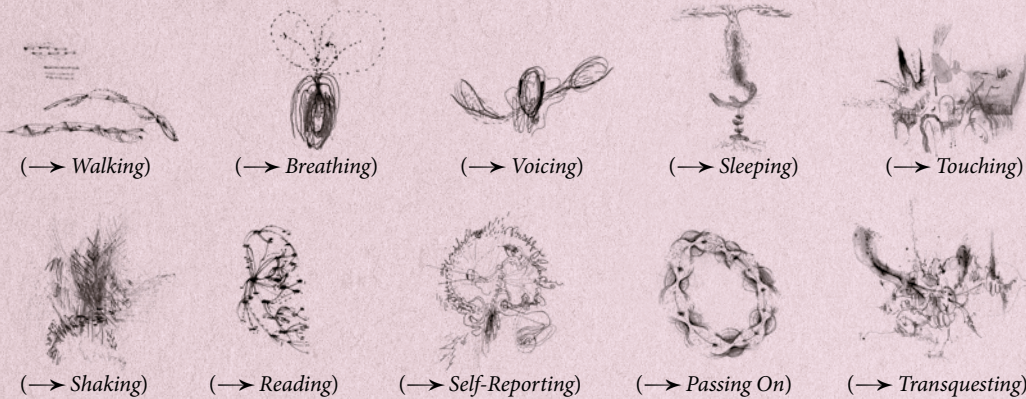 (→ Walking) (→ Breathing) (→ Voicing) (→ Sleeping) (→ Touching)
(→ Shaking) (→ Reading) (→ Self-Reporting) (→ Passing On) (→ Transquesting)